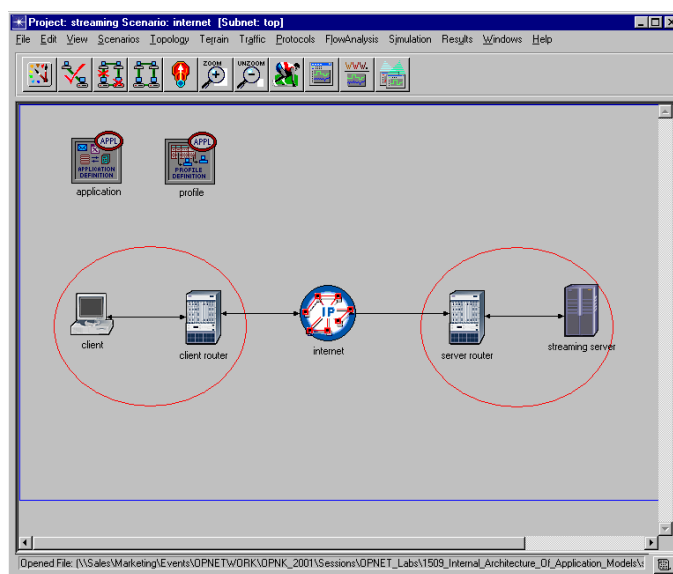 Project: streaming Scenario: internet [Subnet: top]
File Edit View Scenarios Topology Terrain Traffic Protocols FlowAnalysis Simulation Results Windows Help
ZOOM UNZOOM WWW.
APPL APPL
APPLICATION DEFINITION PROFILE DEFINITION
application profile
IP
client client router internet server router streaming server
Opened File: (\\Sales\Marketing\Events\OPNETWORK\OPNK_2001\Sessions\OPNET_Labs\1509_Internal_Architecture_Of_Application_Models\